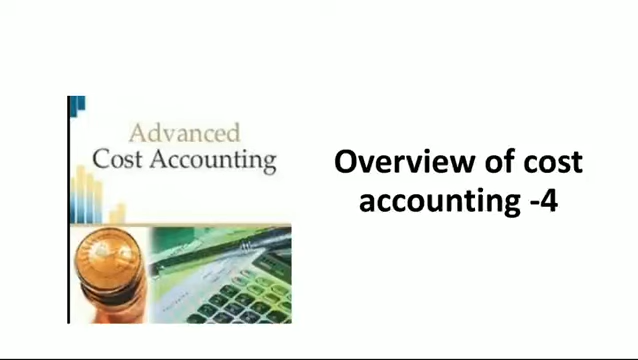 Advanced
Cost Accounting
Overview of cost
accounting -4